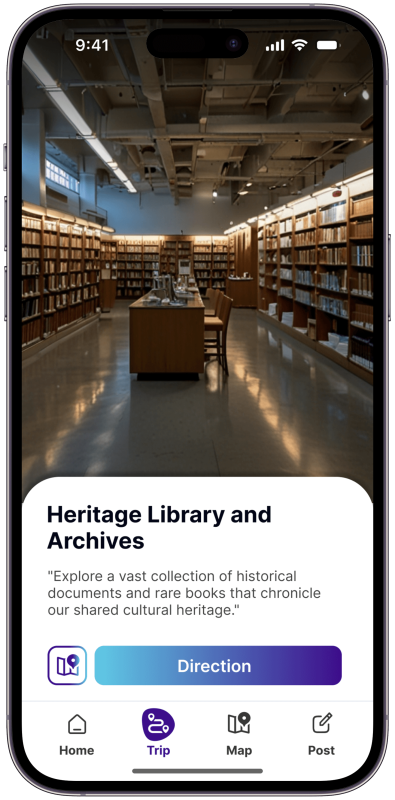 9:41
Heritage Library and
Archives
"Explore a vast collection of historical
documents and rare books that chronicle
our shared cultural heritage."
Direction
Home
Trip
Map
Post